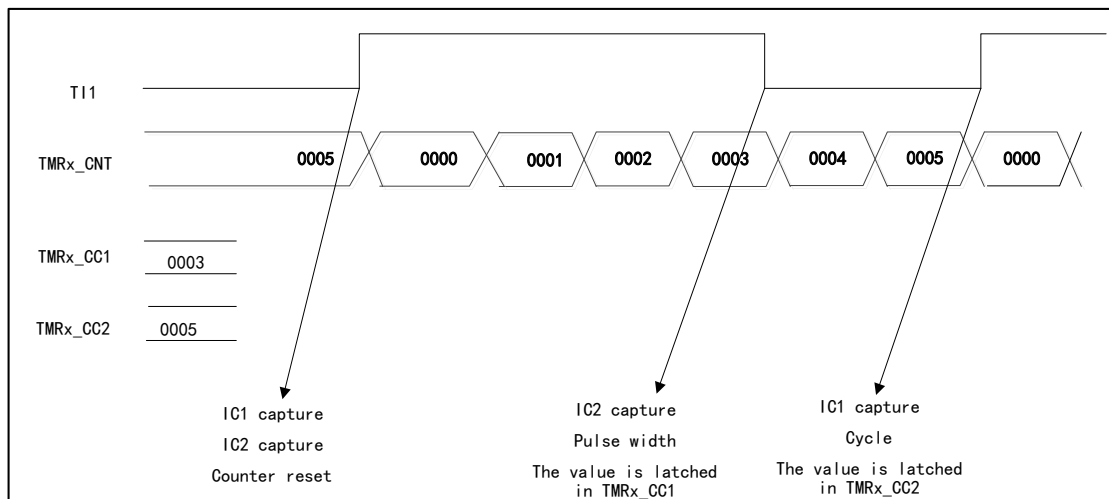 TI1
TMRx_CNT
0005 0000 0001 0002 0003 0004 0005 0000
TMRx_CC1
0003
TMRx_CC2
0005
IC1 capture
IC2 capture
Counter reset
IC2 capture
Pulse width
The value is latched
in TMRx_CC1
IC1 capture
Cycle
The value is latched
in TMRx_CC2